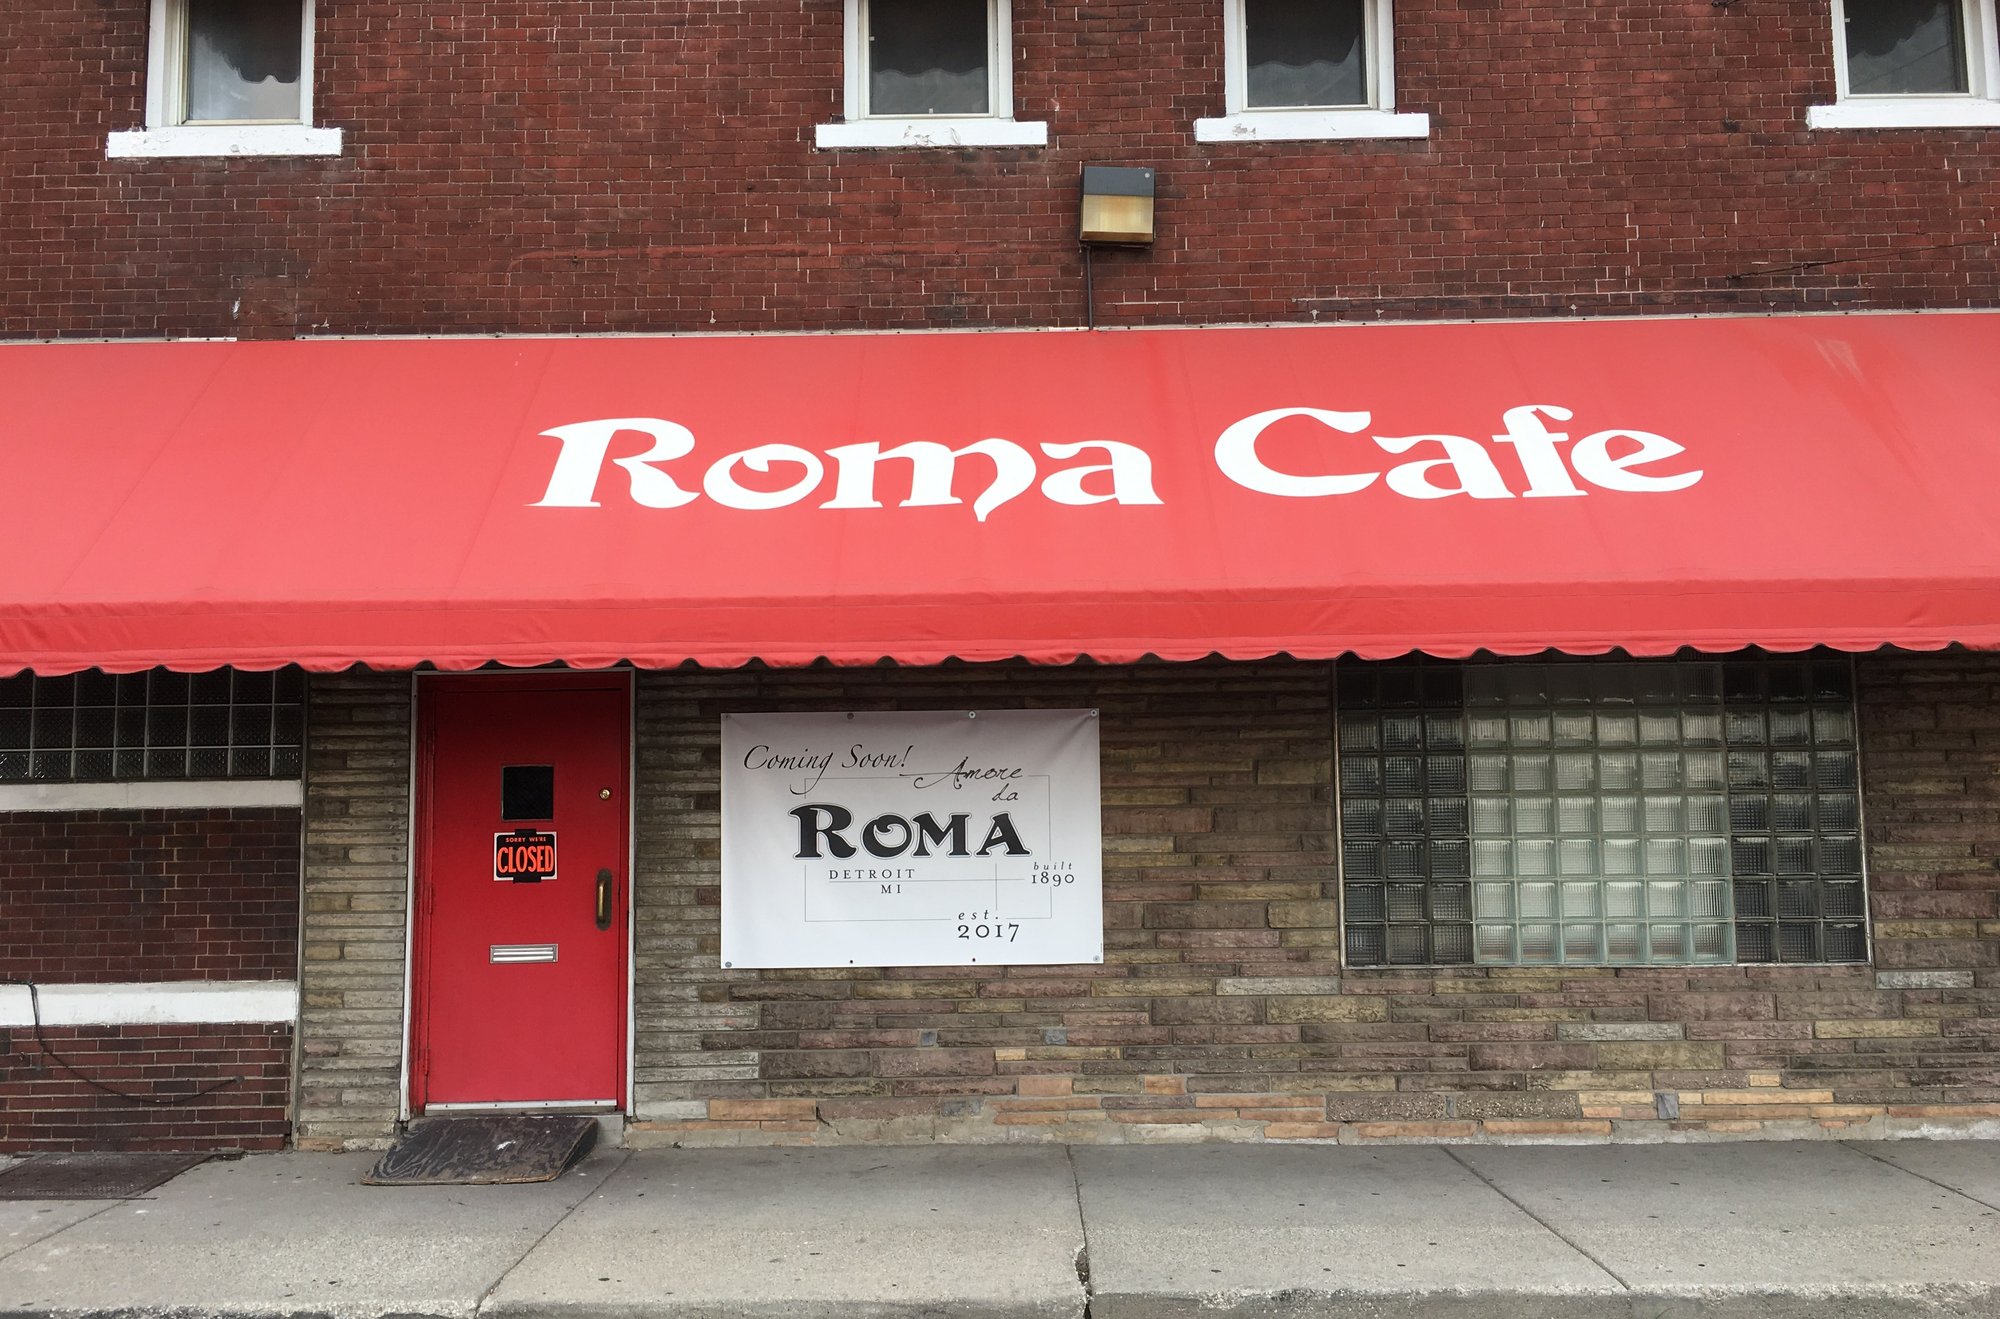 Roma Cafe
SORRY WE'RE
CLOSED
Coming Soon!
Amore
da
ROMA
DETROIT
MI
built
1890
est.
2017